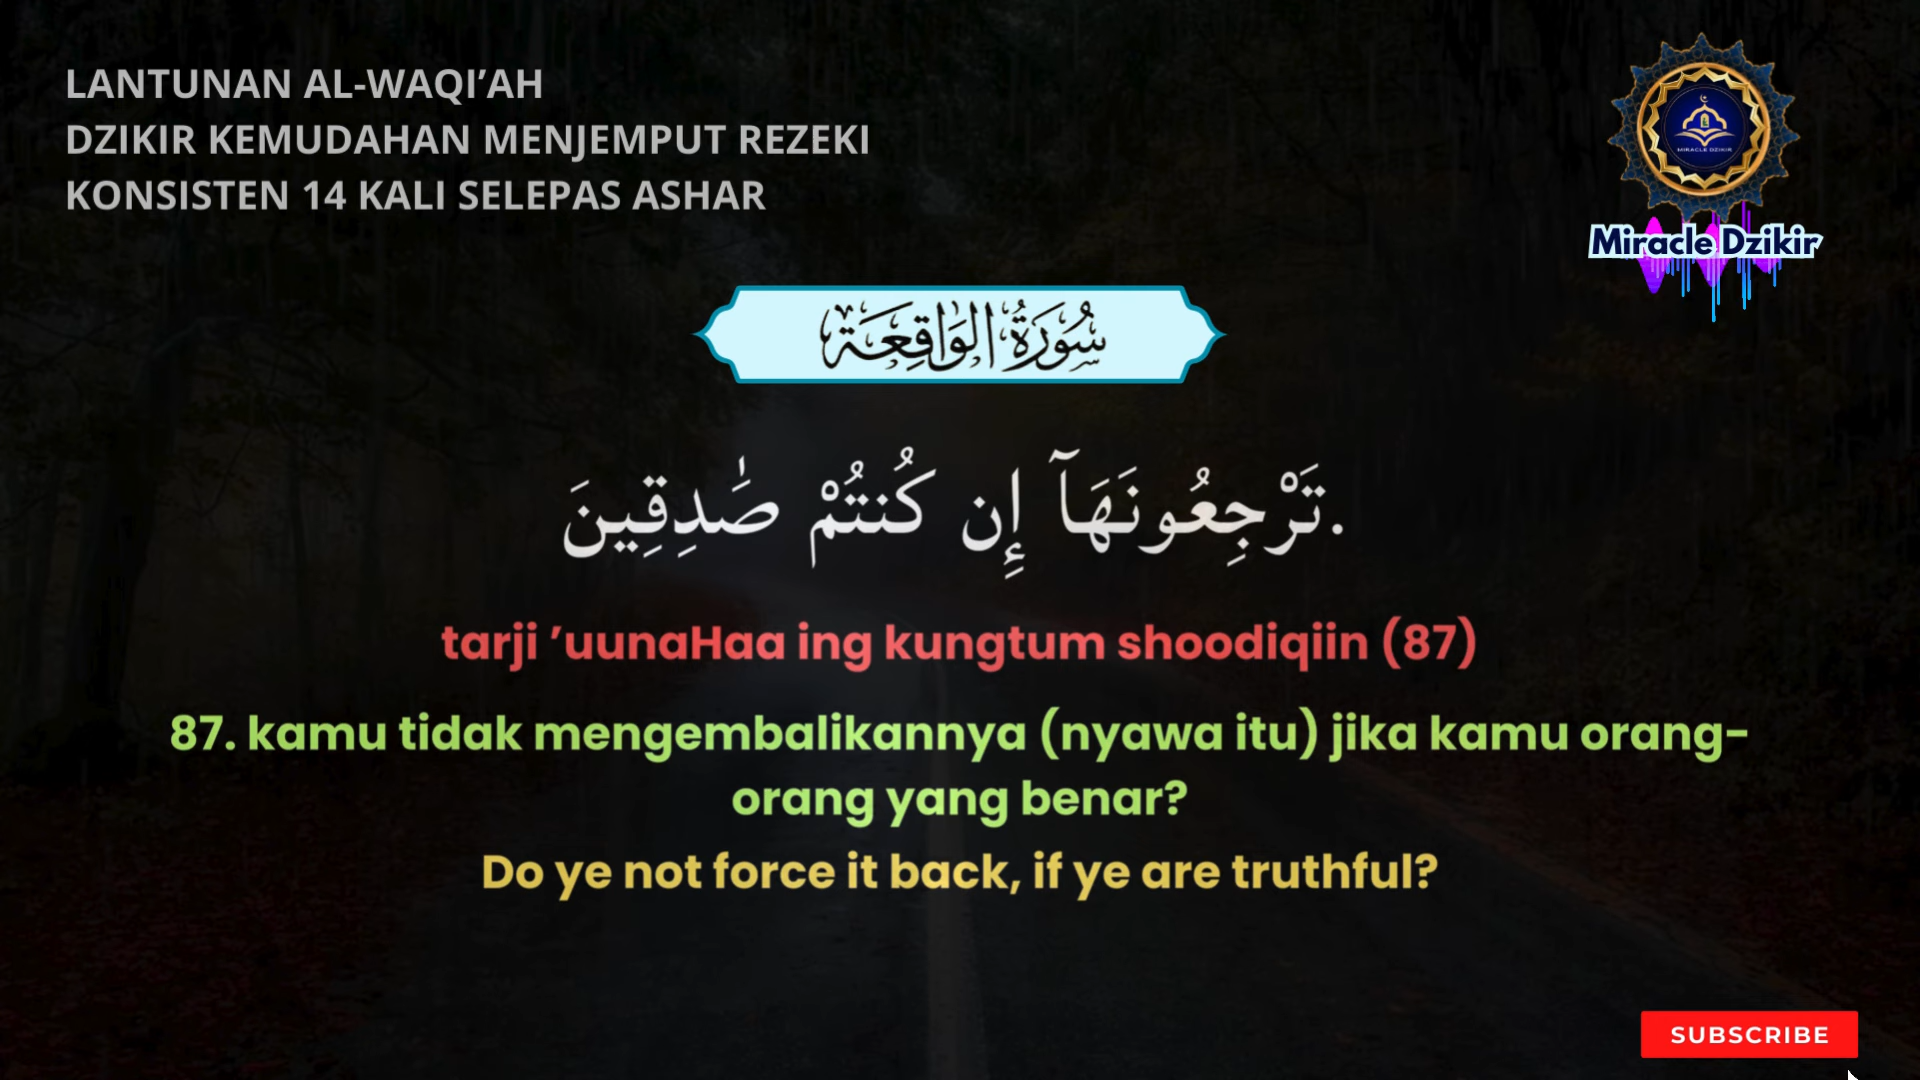 LANTUNAN AL-WAQI’AH
DZIKIR KEMUDAHAN MENJEMPUT REZEKI
KONSISTEN 14 KALI SELEPAS ASHAR
MIRACLE DZIKIR
Miracle Dzikir
سُورَةُ الوَاقِعَة
تَرْجِعُونَهَآ إِن كُنتُمْ صَٰدِقِينَ.
tarji ’uunaHaa ing kungtum shoodiqiin (87)
87. kamu tidak mengembalikannya (nyawa itu) jika kamu orang-
orang yang benar?
Do ye not force it back, if ye are truthful?
SUBSCRIBE